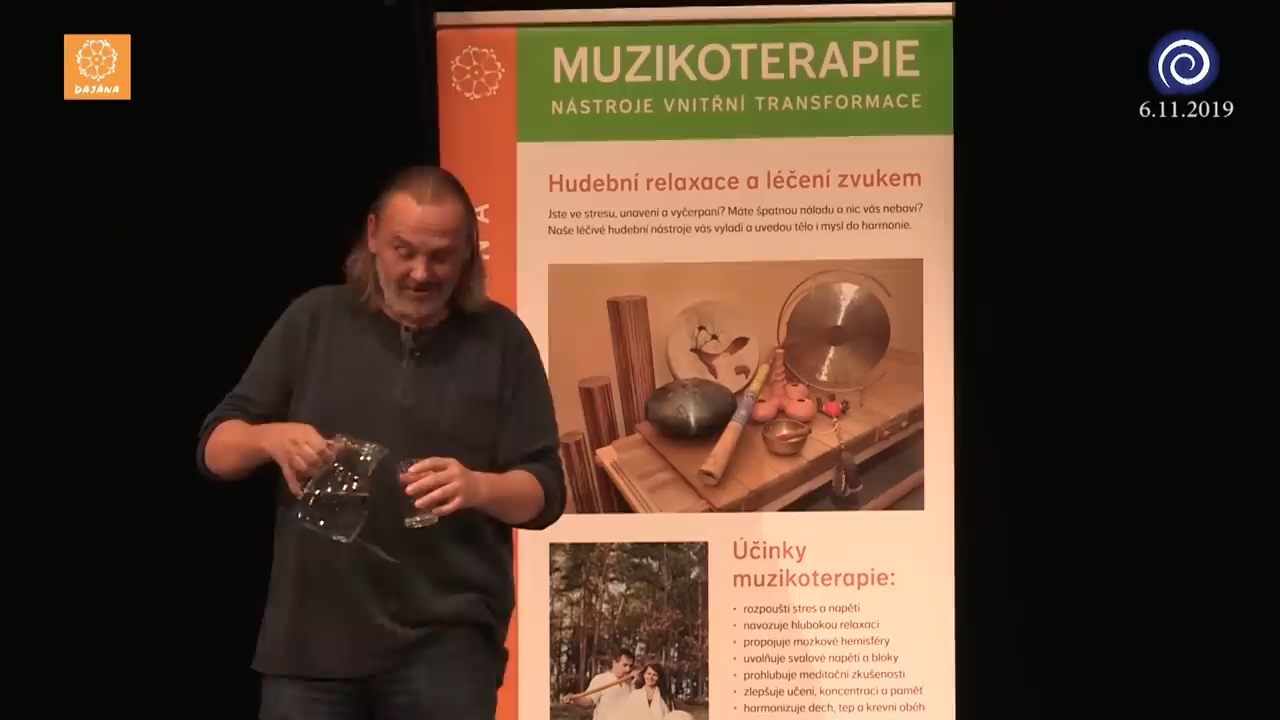 DAJÁNA
6.11.2019
MUZIKOTERAPIE
NÁSTROJE VNITŘNÍ TRANSFORMACE
Hudební relaxace a léčení zvukem
Jste ve stresu, unavení a vyčerpaní? Máte špatnou náladu a nic vás nebaví?
Naše léčivé hudební nástroje vás vyladí a uvedou tělo i mysl do harmonie.
Účinky
muzikoterapie:
• rozpouští stres a napětí
• navozuje hlubokou relaxaci
• propojuje mozkové hemisféry
• uvolňuje svalové napětí a bloky
• prohlubuje meditační zkušenosti
• zlepšuje učení, koncentraci a paměť
• harmonizuje dech, tep a krevní oběh